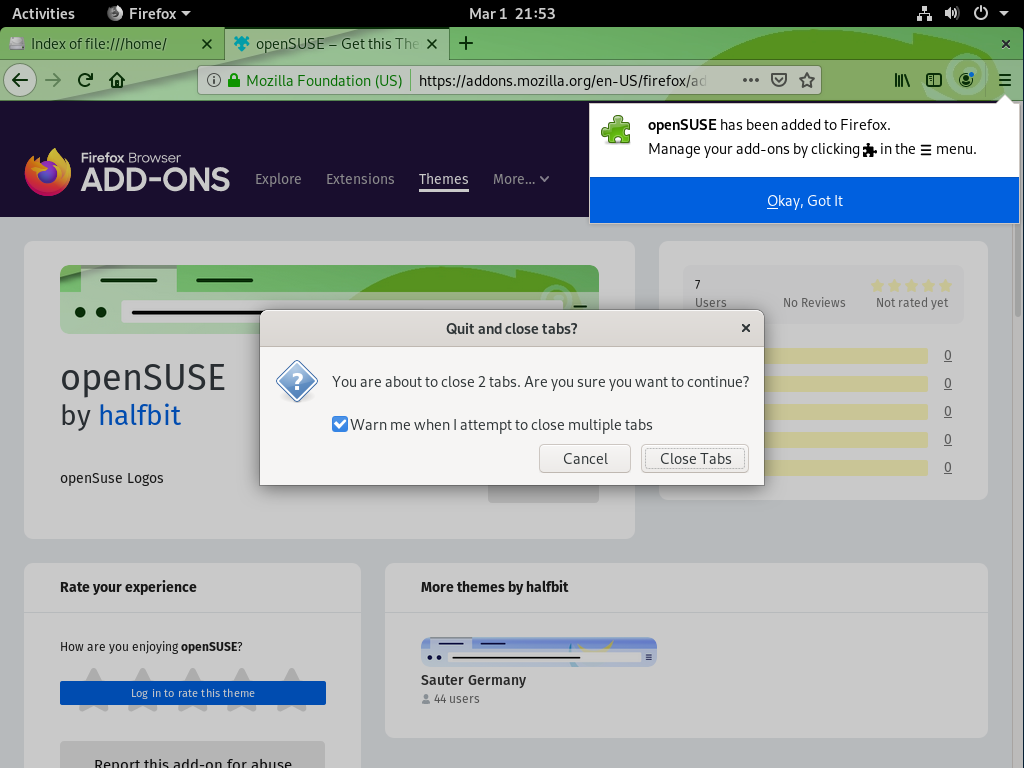 Activities
Firefox
Mar 1 21:53
Index of file:///home/
openSUSE – Get this The
Mozilla Foundation (US)
https://addons.mozilla.org/en-US/firefox/ad
openSUSE has been added to Firefox.
Manage your add-ons by clicking in the menu.
Okay, Got It
Firefox Browser
ADD-ONS
Explore
Extensions
Themes
More...
7
Users
No Reviews
Not rated yet
0
0
0
0
0
Quit and close tabs?
You are about to close 2 tabs. Are you sure you want to continue?
Warn me when I attempt to close multiple tabs
Cancel
Close Tabs
openSUSE
by halfbit
openSuse Logos
Rate your experience
How are you enjoying openSUSE?
Log in to rate this theme
Report this add-on for abuse
More themes by halfbit
Sauter Germany
44 users